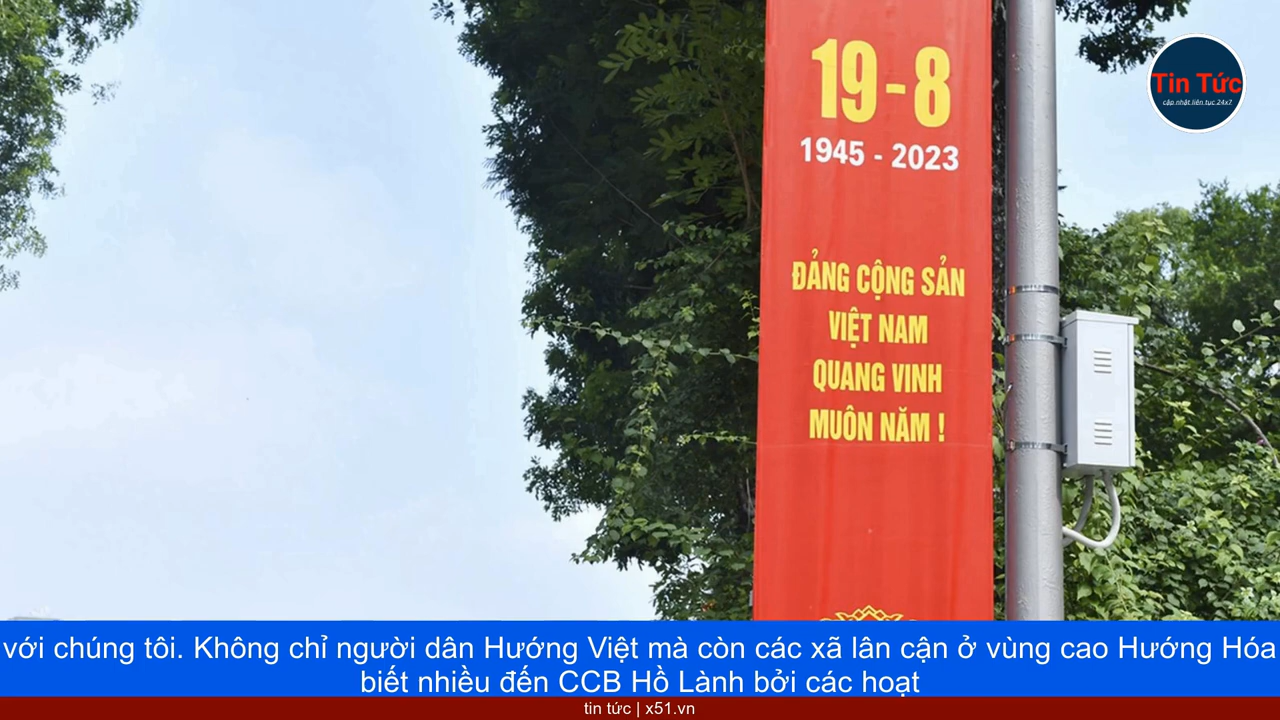 19-8
1945 - 2023
ĐẢNG CỘNG SẢN
VIỆT NAM
QUANG VINH
MUÔN NĂM !
Tin Tức
cập.nhật.liên.tục.24x7
với chúng tôi. Không chỉ người dân Hướng Việt mà còn các xã lân cận ở vùng cao Hướng Hóa
biết nhiều đến CCB Hồ Lành bởi các hoạt
tin tức | x51.vn